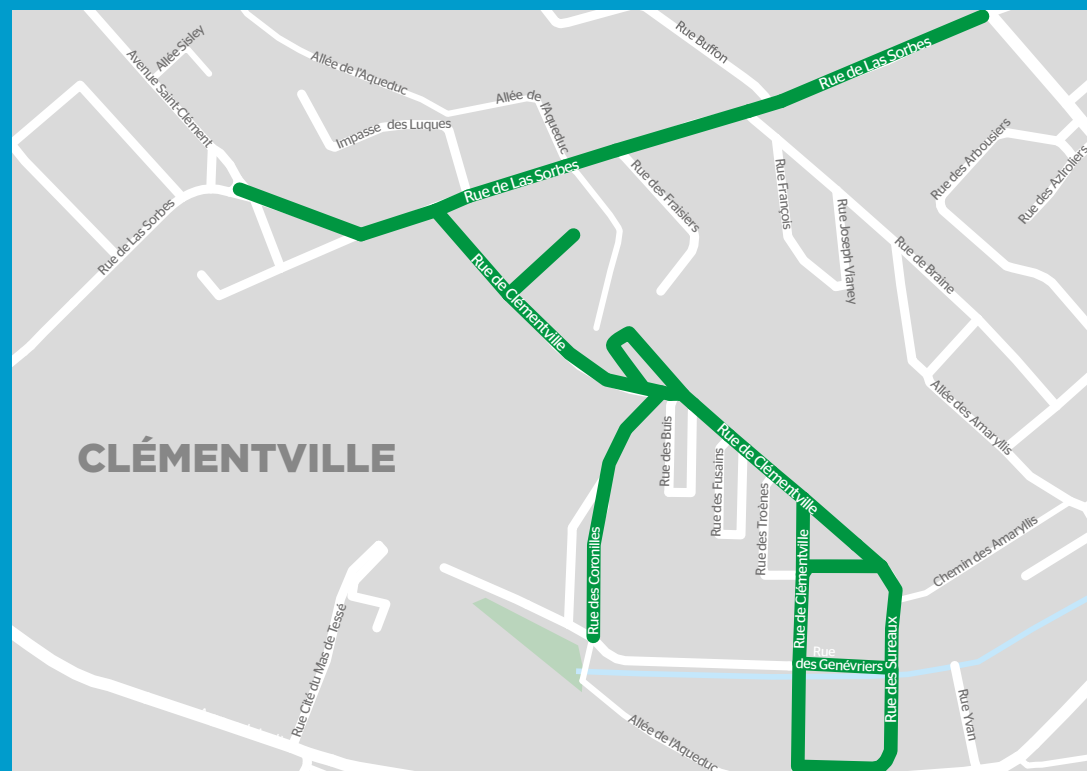 Rue Buffon
Allée Sisley
Avenue Saint-Clément
Allée de l'Aqueduc
Rue de Las Sorbes
Impasse des Luques
Allée de l'Aqueduc
Rue de Las Sorbes
Rue des Fraisiers
Rue François
Rue Joseph Vianey
Rue des Arbousiers
Rue des Azlroliers
Rue de Las Sorbes
Rue de Clémentville
Rue de Braine
Allée des Amaryllis
CLÉMENTVILLE
Rue des Buis
Rue des Fusains
Rue des Troènes
Rue de Clémentville
Rue des Coronilles
Rue de Clémentville
Chemin des Amaryllis
Rue Cité du Mas de Tessé
Rue
des Genévriers
Rue des Sureaux
Rue Yvan
Allée de l'Aqueduc